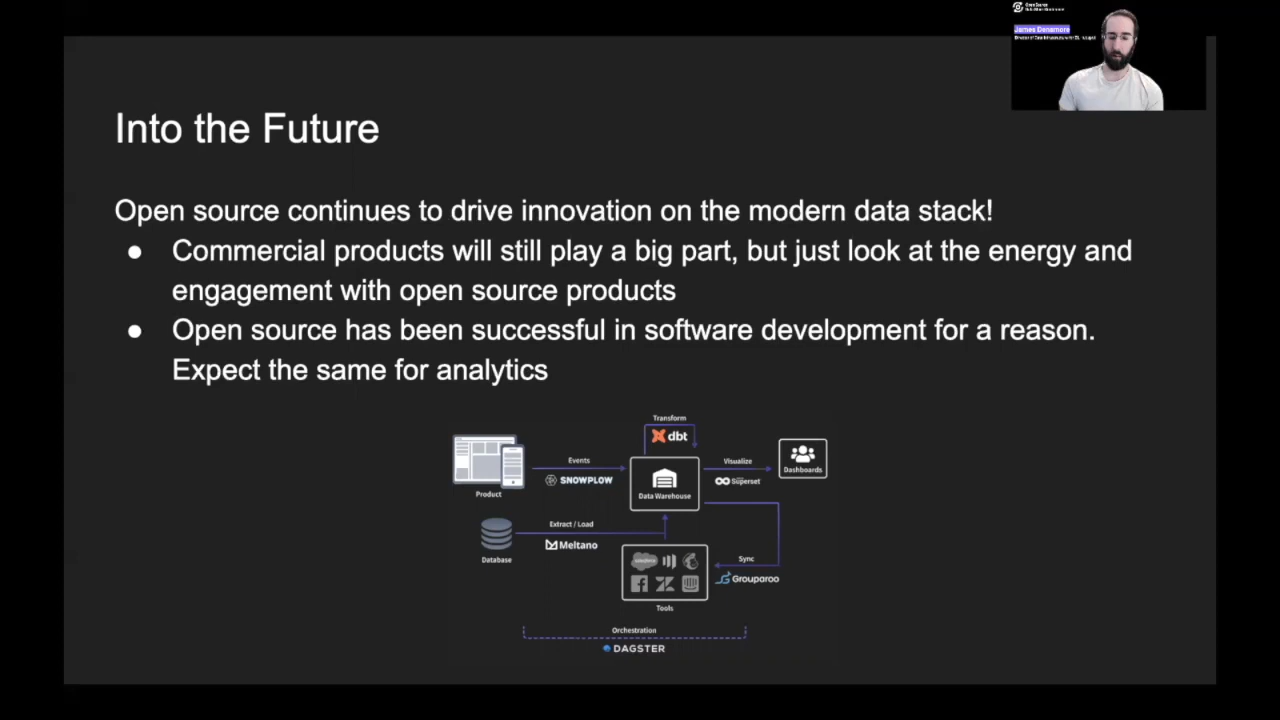 James Densmore
Into the Future
Open source continues to drive innovation on the modern data stack!
● Commercial products will still play a big part, but just look at the energy and
engagement with open source products
● Open source has been successful in software development for a reason.
Expect the same for analytics
Transform
dbt
Events
SNOWPLOW
Product
Data Warehouse
Visualize
Superset
Dashboards
Extract / Load
Meltano
Database
Sync
Grouparoo
Tools
Orchestration
DAGSTER